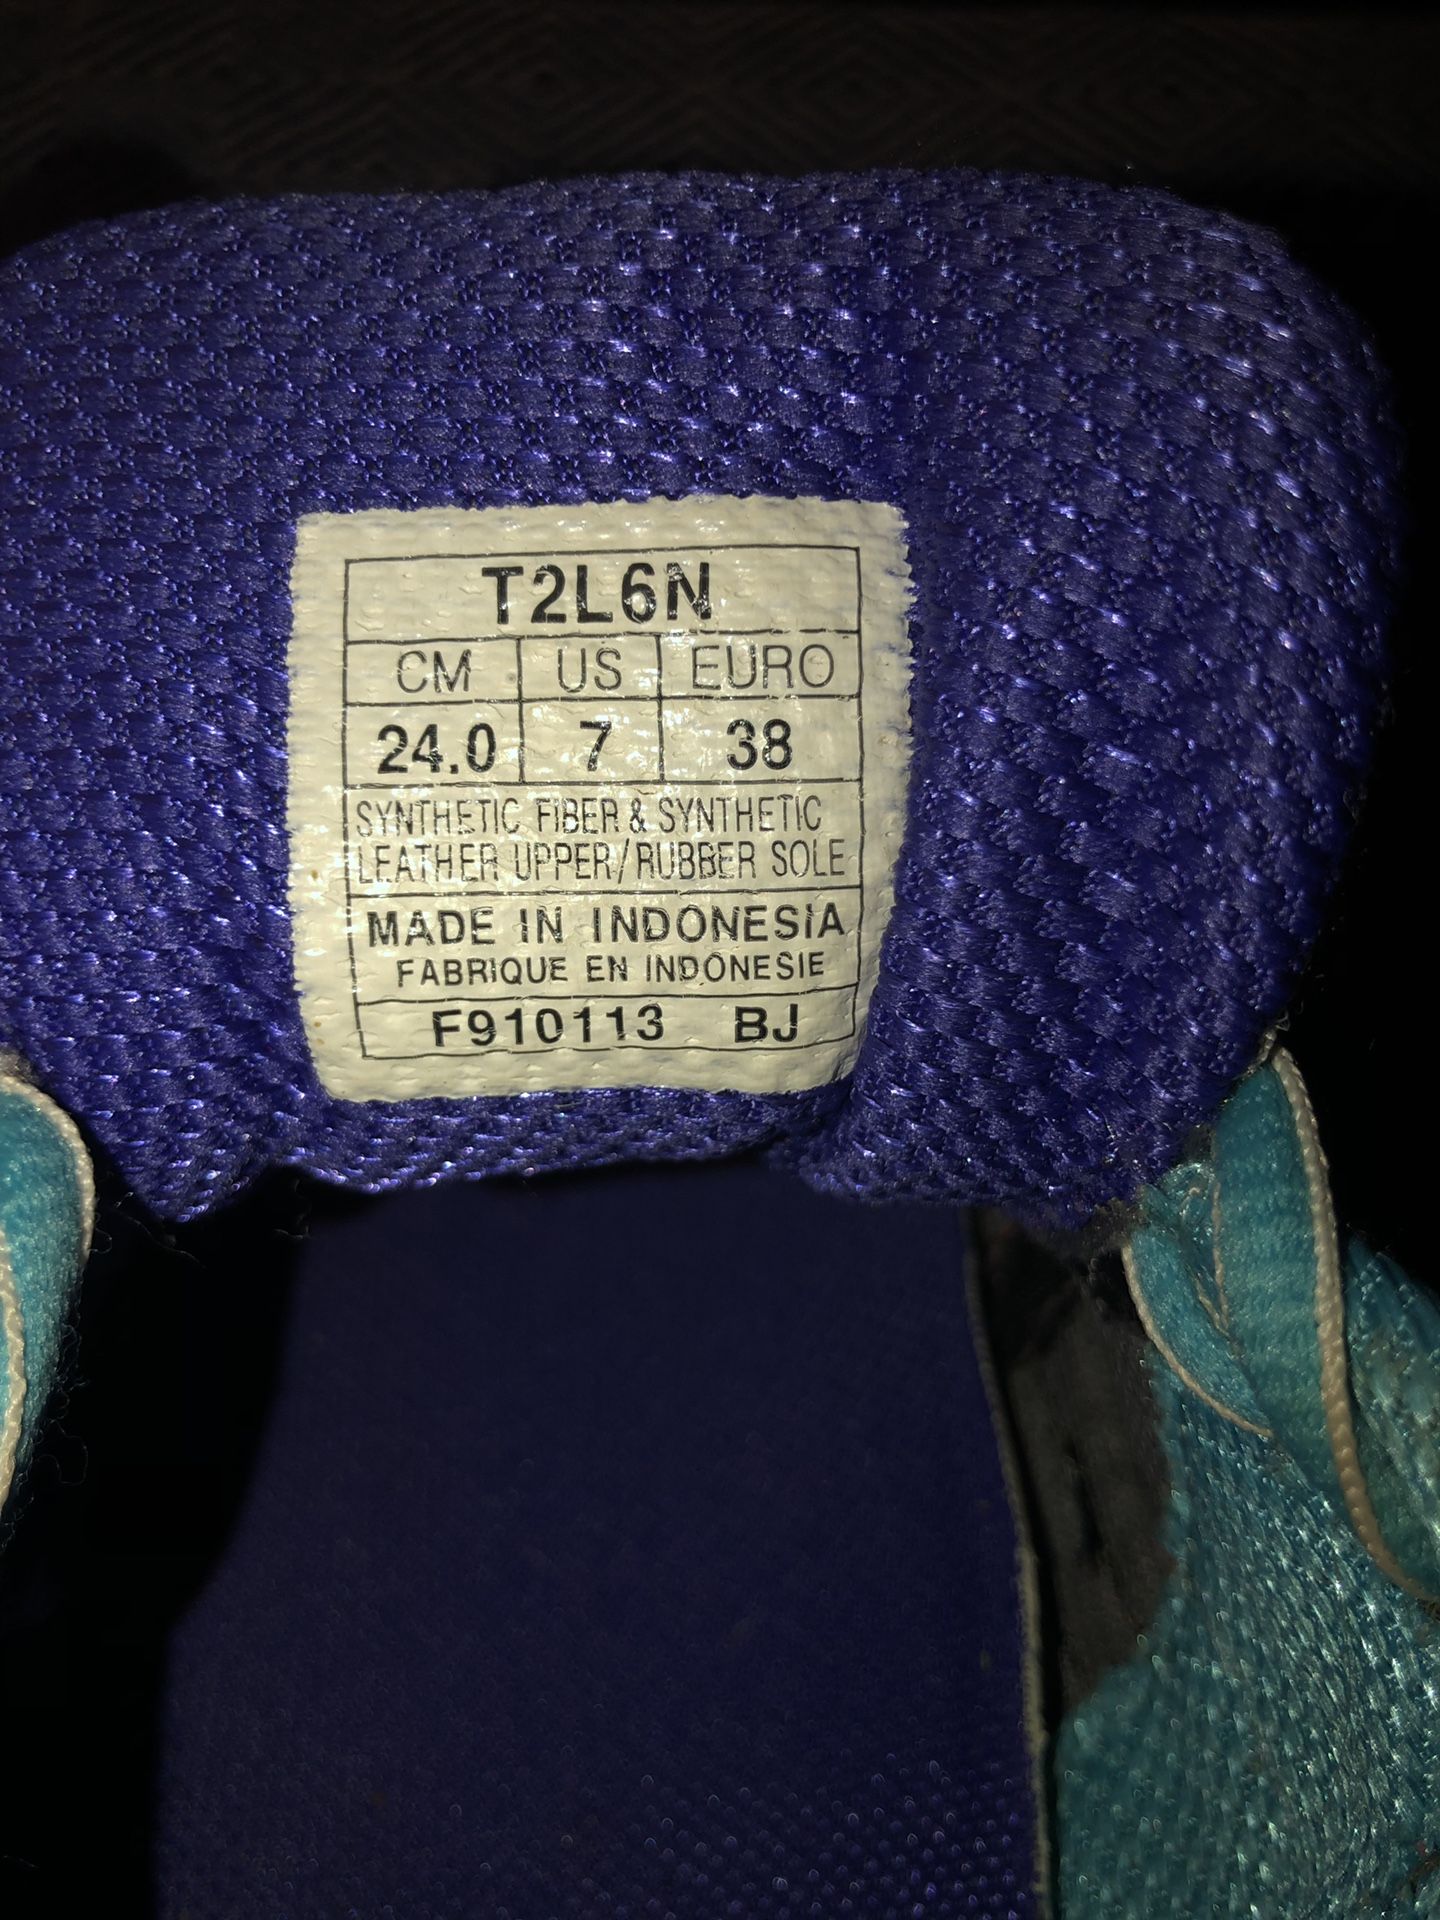 T2L6N
CM US EURO
24.0 7 38
SYNTHETIC FIBER & SYNTHETIC
LEATHER UPPER/RUBBER SOLE
MADE IN INDONESIA
FABRIQUE EN INDONESIE
F910113 BJ